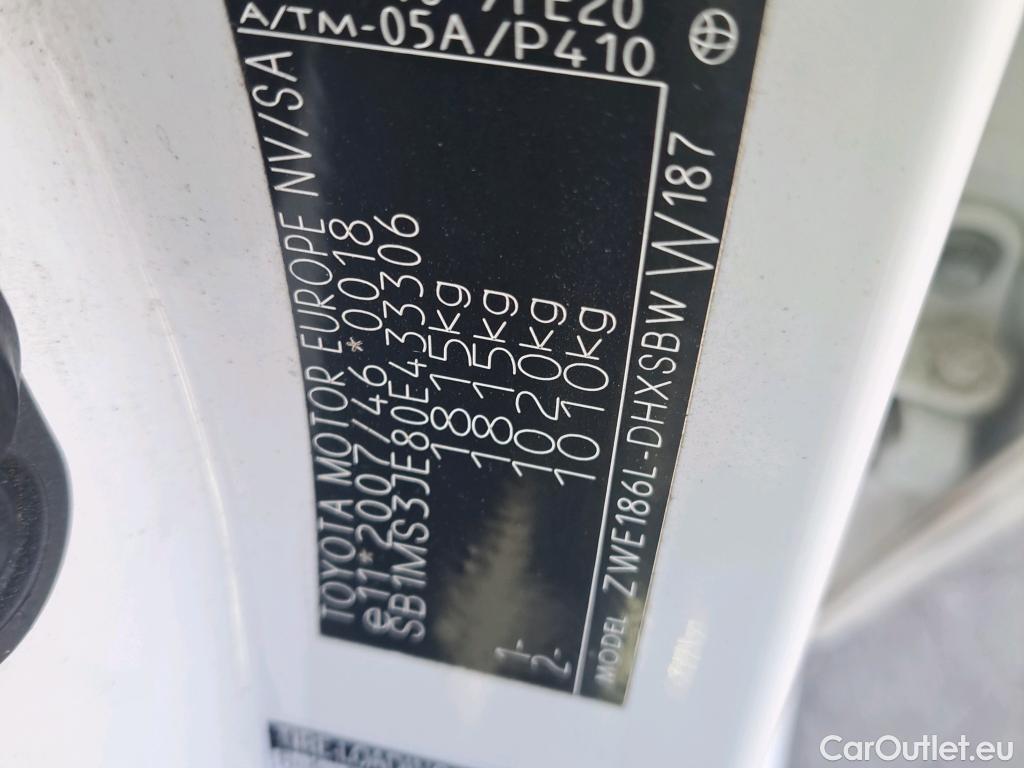 TOYOTA MOTOR EUROPE NV/SA
e11*2007/46*0018
SB1MS3JE80E433306
1815kg
1815kg
1- 1020kg
2- 1010kg
MODEL ZWE186L-DHXSBW W187
A/TM-05A/P410
CarOutlet.eu